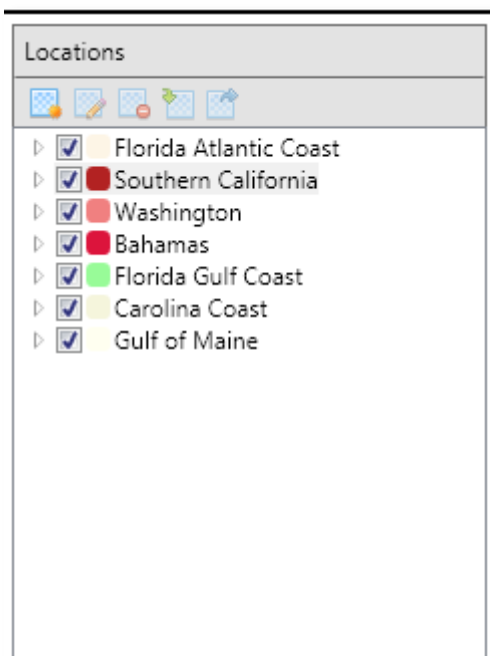 Locations
Florida Atlantic Coast
Southern California
Washington
Bahamas
Florida Gulf Coast
Carolina Coast
Gulf of Maine